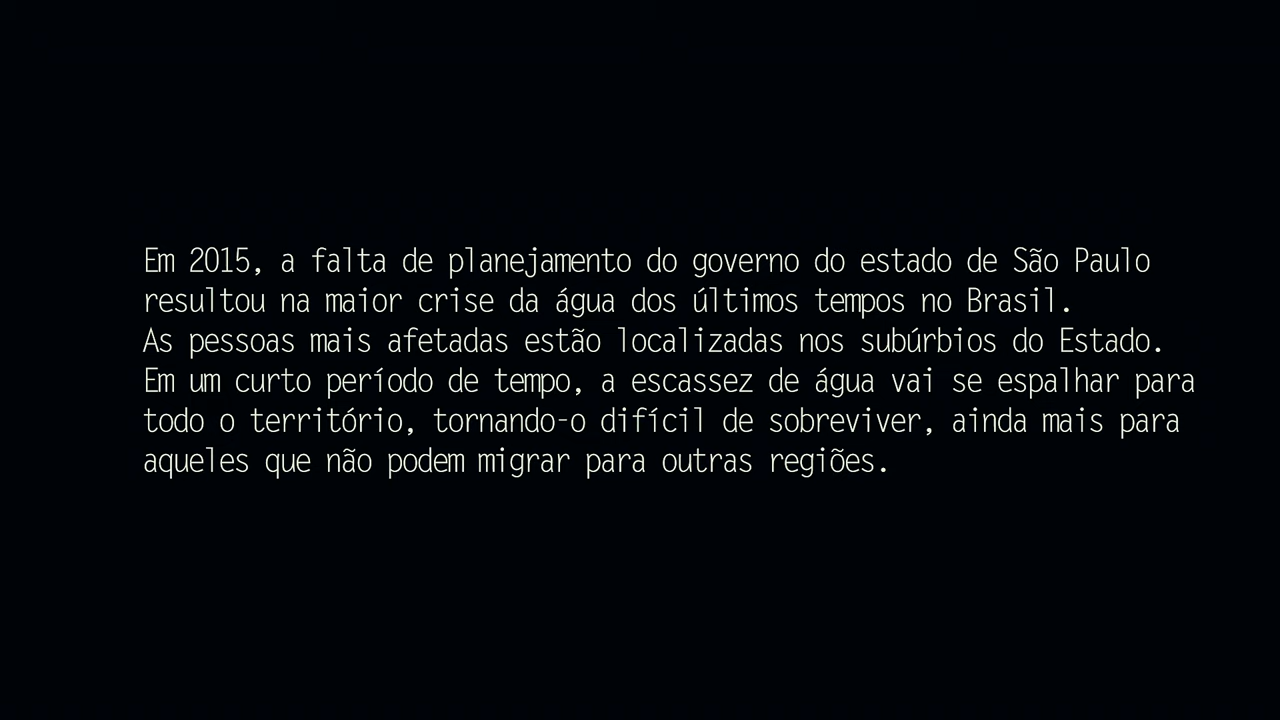 Em 2015, a falta de planejamento do governo do estado de São Paulo
resultou na maior crise da água dos últimos tempos no Brasil.
As pessoas mais afetadas estão localizadas nos subúrbios do Estado.
Em um curto período de tempo, a escassez de água vai se espalhar para
todo o território, tornando-o difícil de sobreviver, ainda mais para
aqueles que não podem migrar para outras regiões.